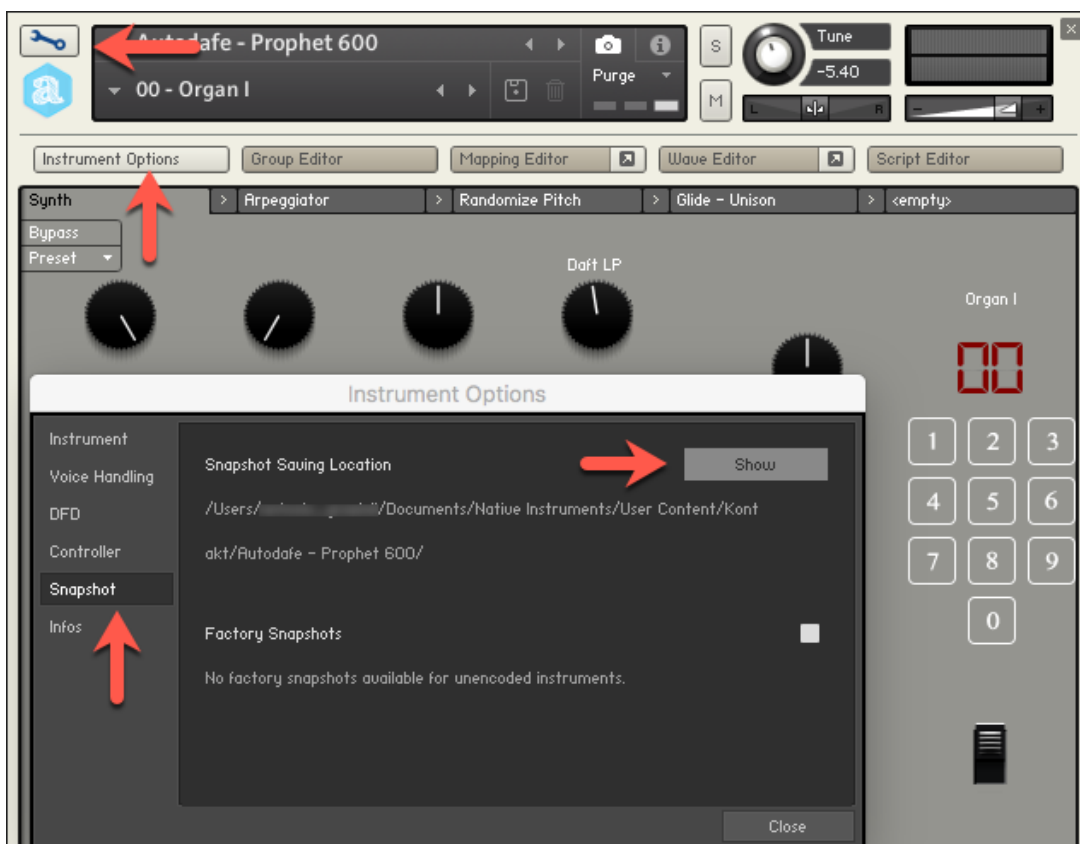 Autodafe - Prophet 600
00 - Organ I
Purge
S
M
Tune
-5.40
L R
- +
Instrument Options
Group Editor
Mapping Editor
Wave Editor
Script Editor
Synth
> Arpeggiator
> Randomize Pitch
> Glide - Unison
> <empty>
Bypass
Preset
Daft LP
Organ I
00
Instrument Options
Instrument
Voice Handling
DFD
Controller
Snapshot
Infos
Snapshot Saving Location
Show
/Users/ /Documents/Native Instruments/User Content/Kont
akt/Autodafe - Prophet 600/
Factory Snapshots
No factory snapshots available for unencoded instruments.
Close
1 2 3
4 5 6
7 8 9
0